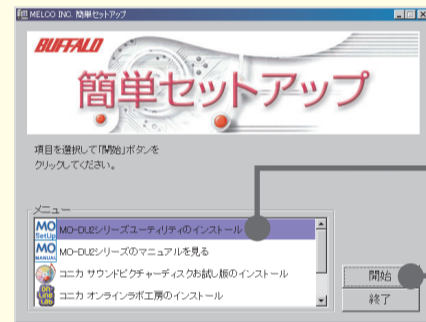 MELCO INC. 簡単セットアップ
BUFFALO
簡単セットアップ
項目を選択して「開始」ボタンを
クリックしてください。
メニュー
MO SetUp MO-DU2シリーズユーティリティのインストール
MO MANUAL MO-DU2シリーズのマニュアルを見る
コニカ サウンドピクチャーディスクお試し版のインストール
On-Line Lab コニカ オンラインラボ工房のインストール
開始
終了